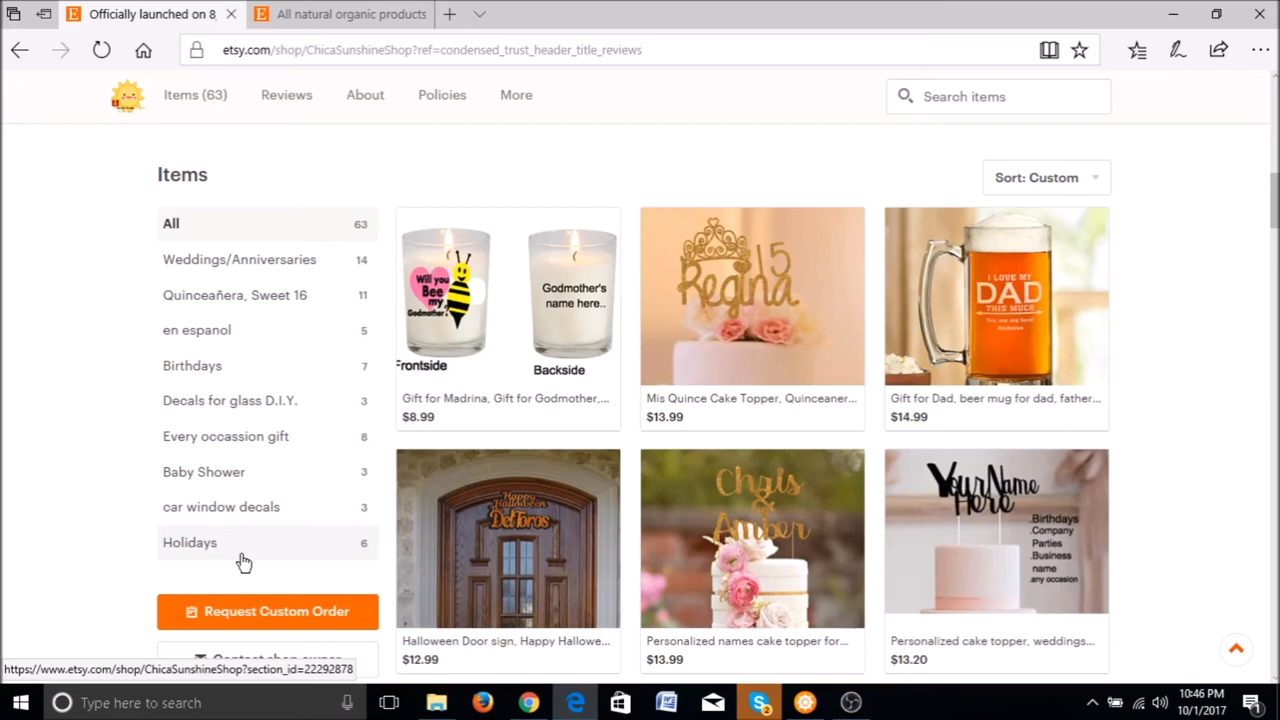 Officially launched on 8
All natural organic products
etsy.com/shop/ChicaSunshineShop?ref=condensed_trust_header_title_reviews
Items (63)
Reviews
About
Policies
More
Search items
Items
Sort: Custom
All 63
Weddings/Anniversaries 14
Quinceañera, Sweet 16 11
en espanol 5
Birthdays 7
Decals for glass D.I.Y. 3
Every occassion gift 8
Baby Shower 3
car window decals 3
Holidays 6
Request Custom Order
Contact shop owner
Will you
Bee
my
Godmother?
Godmother's
name here..
Frontside
Backside
Gift for Madrina, Gift for Godmother,...
$8.99
15
Regina
Mis Quince Cake Topper, Quinceaner...
$13.99
I LOVE MY
DAD
THIS MUCH
Nicholas
Gift for Dad, beer mug for dad, father...
$14.99
Happy
Halloween
DelToros
Halloween Door sign, Happy Hallowe...
$12.99
Chris
&
Amber
Personalized names cake topper for...
$13.99
YourName
Here
.Birthdays
.Company
Parties
.Business
name
.any occasion
Personalized cake topper, weddings...
$13.20
https://www.etsy.com/shop/ChicaSunshineShop?section_id=22292878
Type here to search
2
10:46 PM
10/1/2017
1